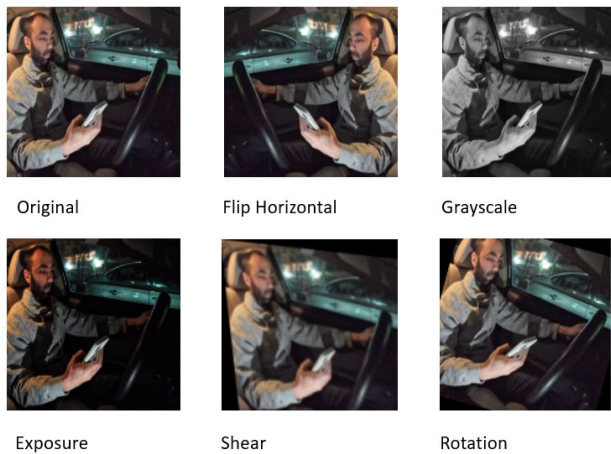 Original
Flip Horizontal
Grayscale
Exposure
Shear
Rotation